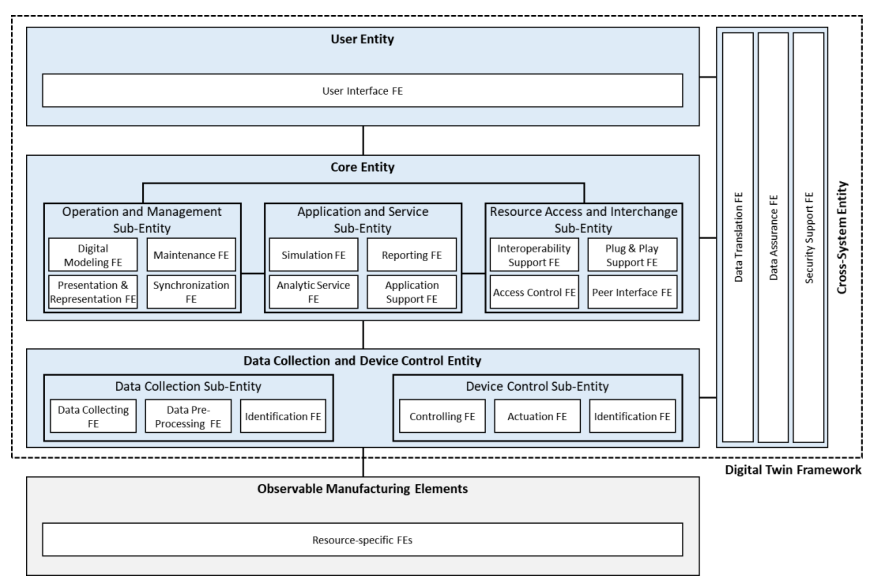 User Entity
User Interface FE
Core Entity
Operation and Management
Sub-Entity
Digital
Modeling FE
Maintenance FE
Presentation &
Representation FE
Synchronization
FE
Application and Service
Sub-Entity
Simulation FE
Reporting FE
Analytic Service
FE
Application
Support FE
Resource Access and Interchange
Sub-Entity
Interoperability
Support FE
Plug & Play
Support FE
Access Control FE
Peer Interface FE
Data Collection and Device Control Entity
Data Collection Sub-Entity
Data Collecting
FE
Data Pre-
Processing FE
Identification FE
Device Control Sub-Entity
Controlling FE
Actuation FE
Identification FE
Data Translation FE
Data Assurance FE
Security Support FE
Cross-System Entity
Digital Twin Framework
Observable Manufacturing Elements
Resource-specific FEs